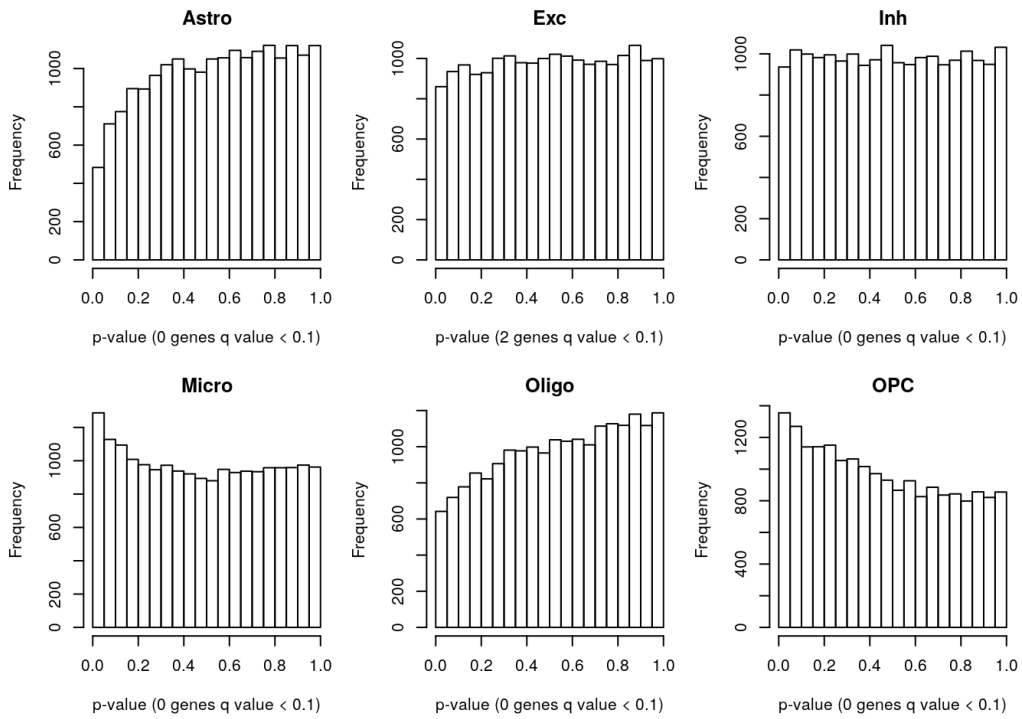 Astro
Frequency
0 200 600 1000
0.0 0.2 0.4 0.6 0.8 1.0
p-value (0 genes q value < 0.1)
Exc
Frequency
0 200 600 1000
0.0 0.2 0.4 0.6 0.8 1.0
p-value (2 genes q value < 0.1)
Inh
Frequency
0 200 600 1000
0.0 0.2 0.4 0.6 0.8 1.0
p-value (0 genes q value < 0.1)
Micro
Frequency
0 200 600 1000
0.0 0.2 0.4 0.6 0.8 1.0
p-value (0 genes q value < 0.1)
Oligo
Frequency
0 200 600 1000
0.0 0.2 0.4 0.6 0.8 1.0
p-value (0 genes q value < 0.1)
OPC
Frequency
0 400 800 1200
0.0 0.2 0.4 0.6 0.8 1.0
p-value (0 genes q value < 0.1)